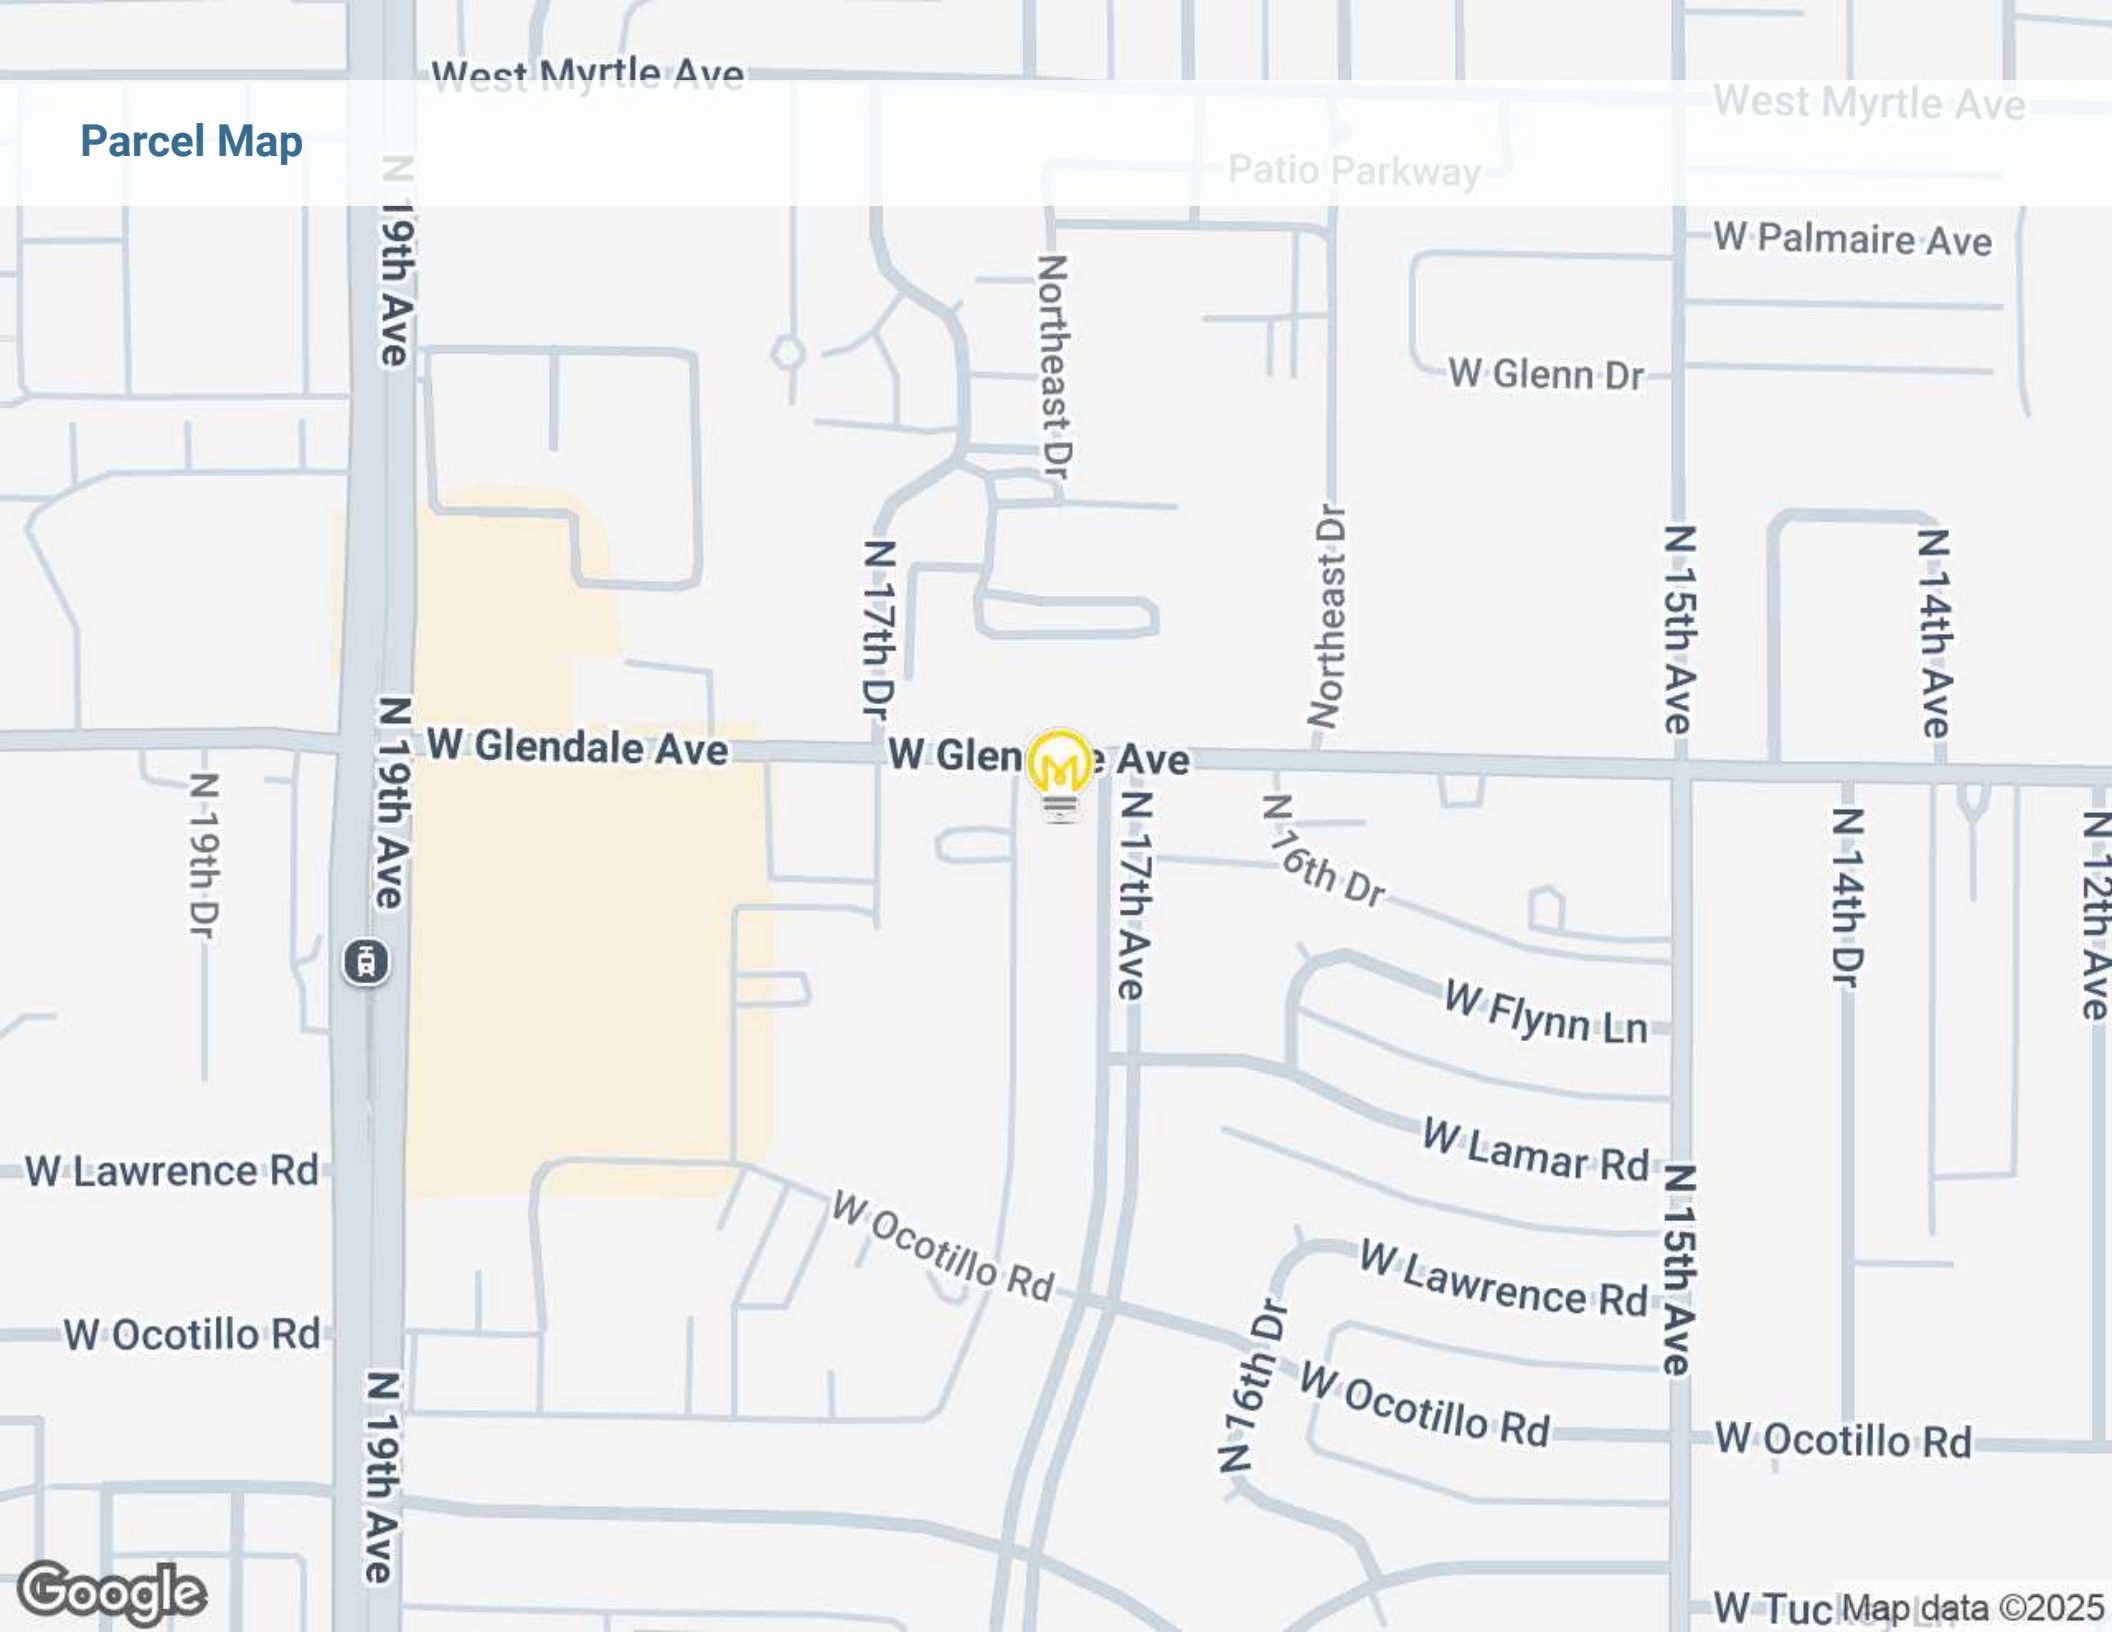 West Myrtle Ave
West Myrtle Ave
Parcel Map
Patio Parkway
N 19th Ave
W Palmaire Ave
Northeast Dr
W Glenn Dr
Northeast Dr
N 17th Dr
N 15th Ave
N 14th Ave
N 19th Ave
W Glendale Ave
W Glen e Ave
N 19th Dr
N 17th Ave
N 16th Dr
N 14th Dr
N 12th Ave
W Flynn Ln
W Lamar Rd
W Lawrence Rd
N 15th Ave
W Ocotillo Rd
W Lawrence Rd
W Ocotillo Rd
N 16th Dr
N 19th Ave
W Ocotillo Rd
W Ocotillo Rd
Google
W Tuc
Map data ©2025